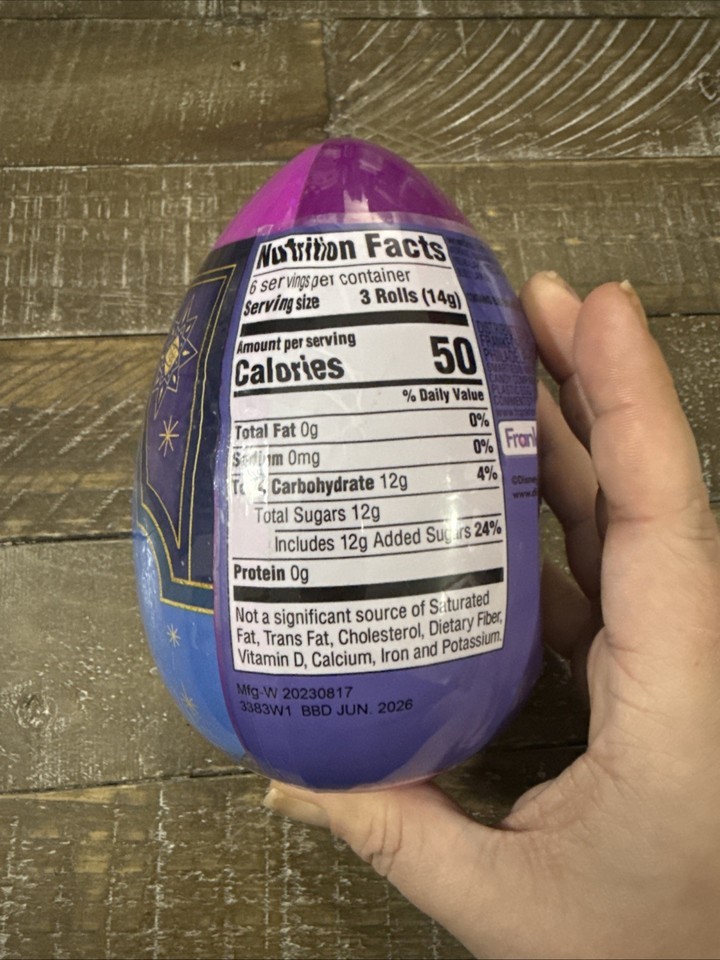 Nutrition Facts
6 servings per container
Serving size 3 Rolls (14g)
Amount per serving
Calories 50
% Daily Value
Total Fat 0g 0%
Sodium 0mg 0%
Carbohydrate 12g 4%
Total Sugars 12g
Includes 12g Added Sugars 24%
Protein 0g
Not a significant source of Saturated
Fat, Trans Fat, Cholesterol, Dietary Fiber,
Vitamin D, Calcium, Iron and Potassium.
Mfg-W 20230817
3383W1 BBD JUN. 2026
©Disney